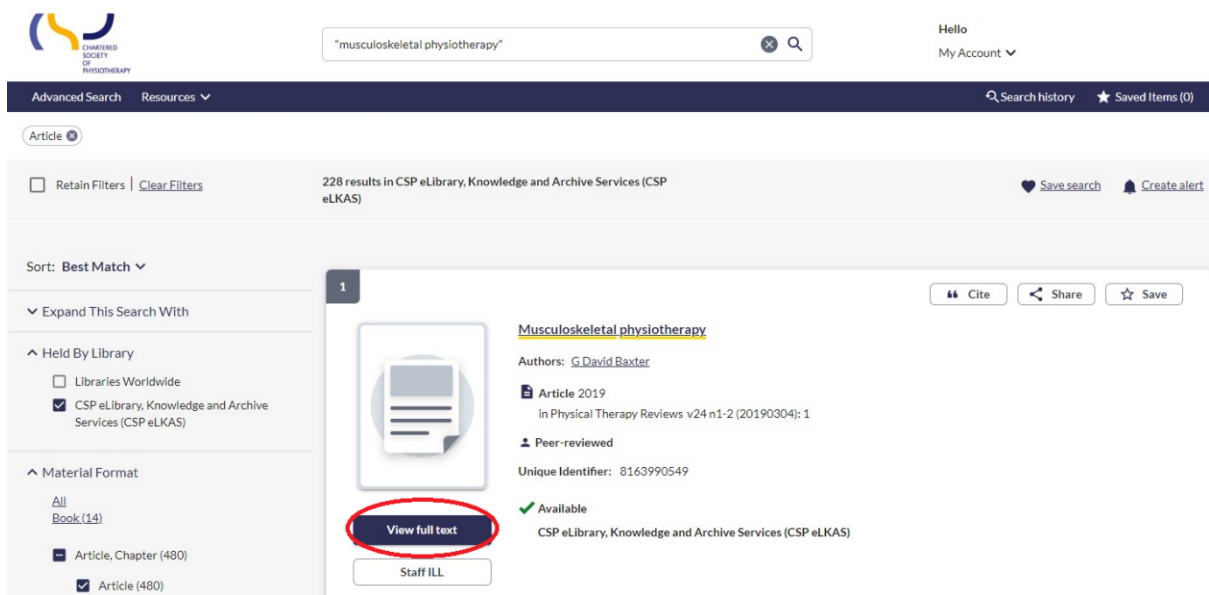 CHARTERED
SOCIETY
OF
PHYSIOTHERAPY
"musculoskeletal physiotherapy"
Hello
My Account
Advanced Search
Resources
Search history
Saved Items (0)
Article
Retain Filters
Clear Filters
228 results in CSP eLibrary, Knowledge and Archive Services (CSP
eLKAS)
Save search
Create alert
Sort: Best Match
Expand This Search With
Held By Library
Libraries Worldwide
CSP eLibrary, Knowledge and Archive
Services (CSP eLKAS)
Material Format
All
Book (14)
Article, Chapter (480)
Article (480)
1
Cite
Share
Save
Musculoskeletal physiotherapy
Authors: G David Baxter
Article 2019
in Physical Therapy Reviews v24 n1-2 (20190304): 1
Peer-reviewed
Unique Identifier: 8163990549
Available
CSP eLibrary, Knowledge and Archive Services (CSP eLKAS)
View full text
Staff ILL